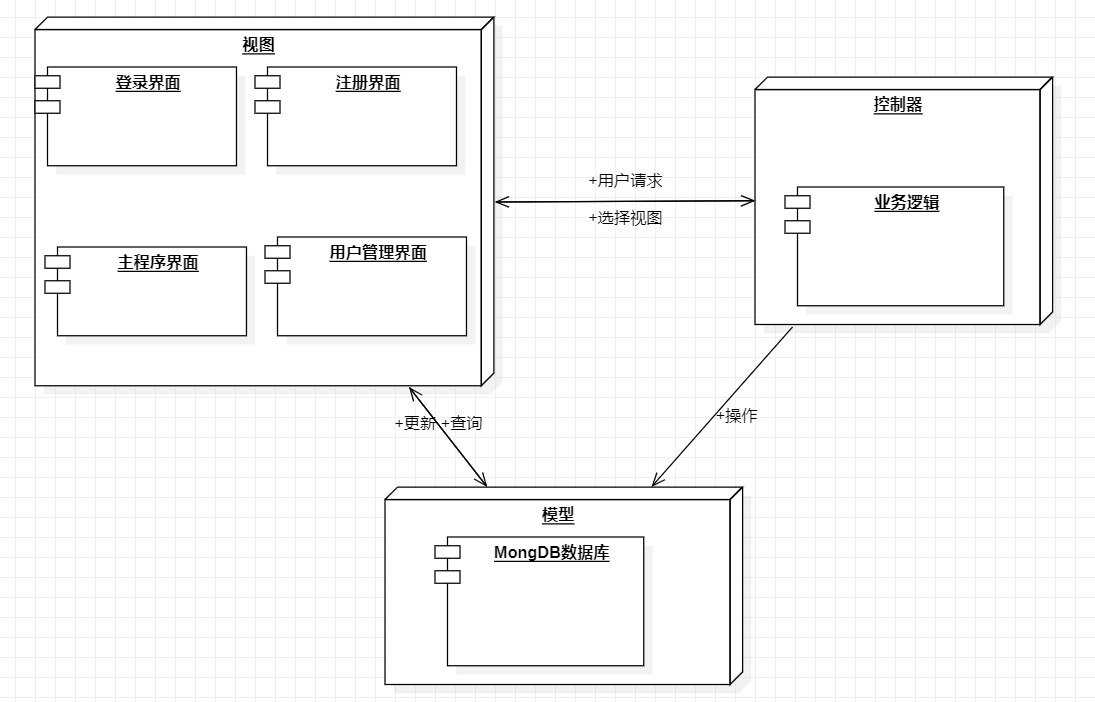 视图
登录界面
注册界面
主程序界面
用户管理界面
+用户请求
+选择视图
控制器
业务逻辑
+更新
+查询
+操作
模型
MongDB数据库